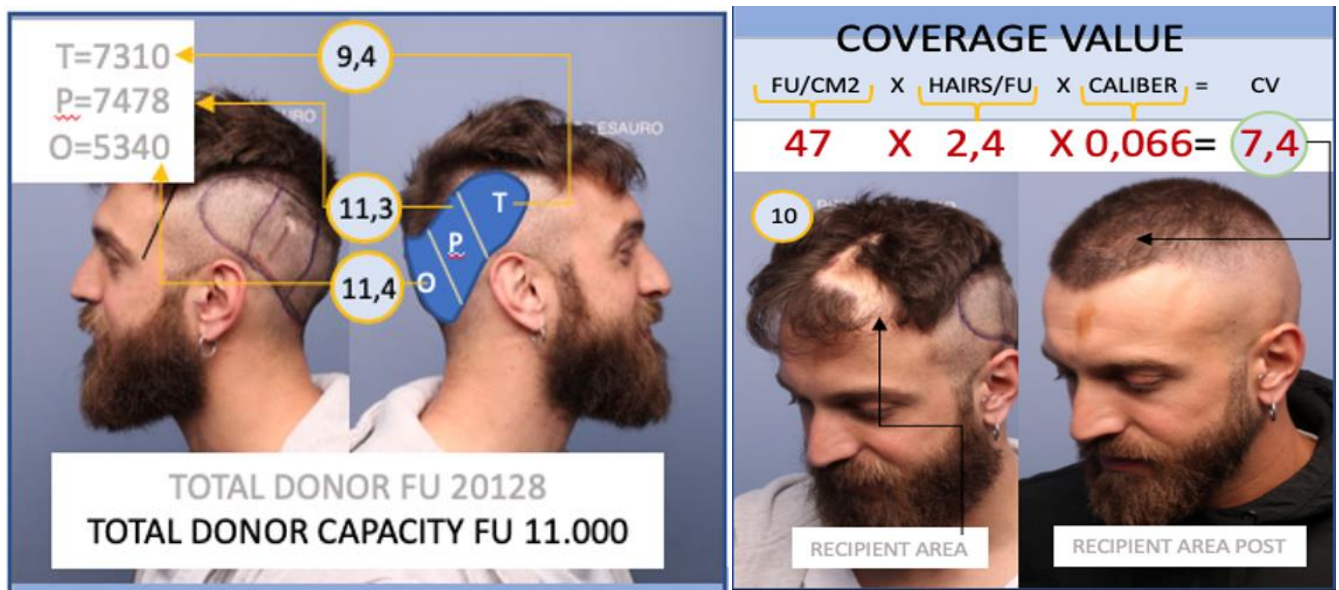 T=7310
P=7478
O=5340
9,4
11,3
11,4
T
P
O
ESAURO
TOTAL DONOR FU 20128
TOTAL DONOR CAPACITY FU 11.000
COVERAGE VALUE
FU/CM2 X HAIRS/FU X CALIBER = CV
47 X 2,4 X 0,066= 7,4
10
RECIPIENT AREA
RECIPIENT AREA POST